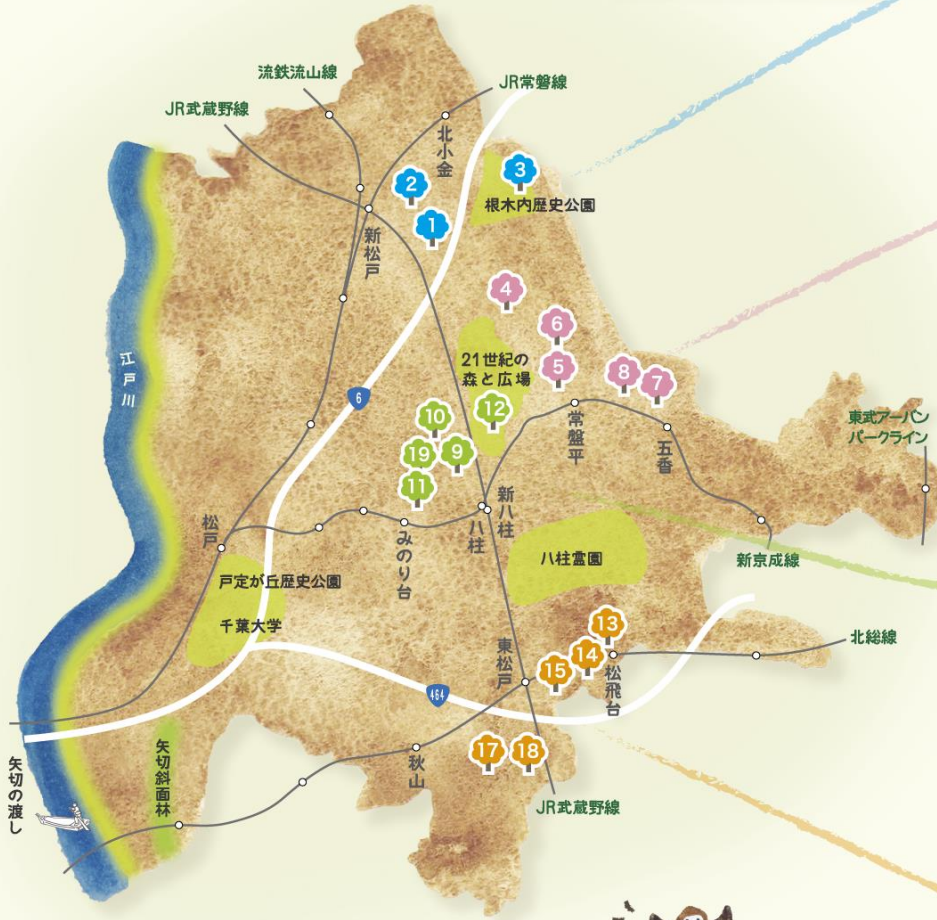 流鉄流山線
JR武蔵野線
JR常磐線
北小金
2
3
根木内歴史公園
1
新松戸
4
6
21世紀の
森と広場
5
8
7
江戸川
6
10
12
常盤平
東武アーバン
パークライン
19
9
五香
11
新八柱
八柱
松戸
みのり台
八柱霊園
新京成線
戸定が丘歴史公園
千葉大学
13
北総線
東松戸
14
15
松飛台
464
矢切の渡し
矢切斜面林
秋山
17
18
JR武蔵野線